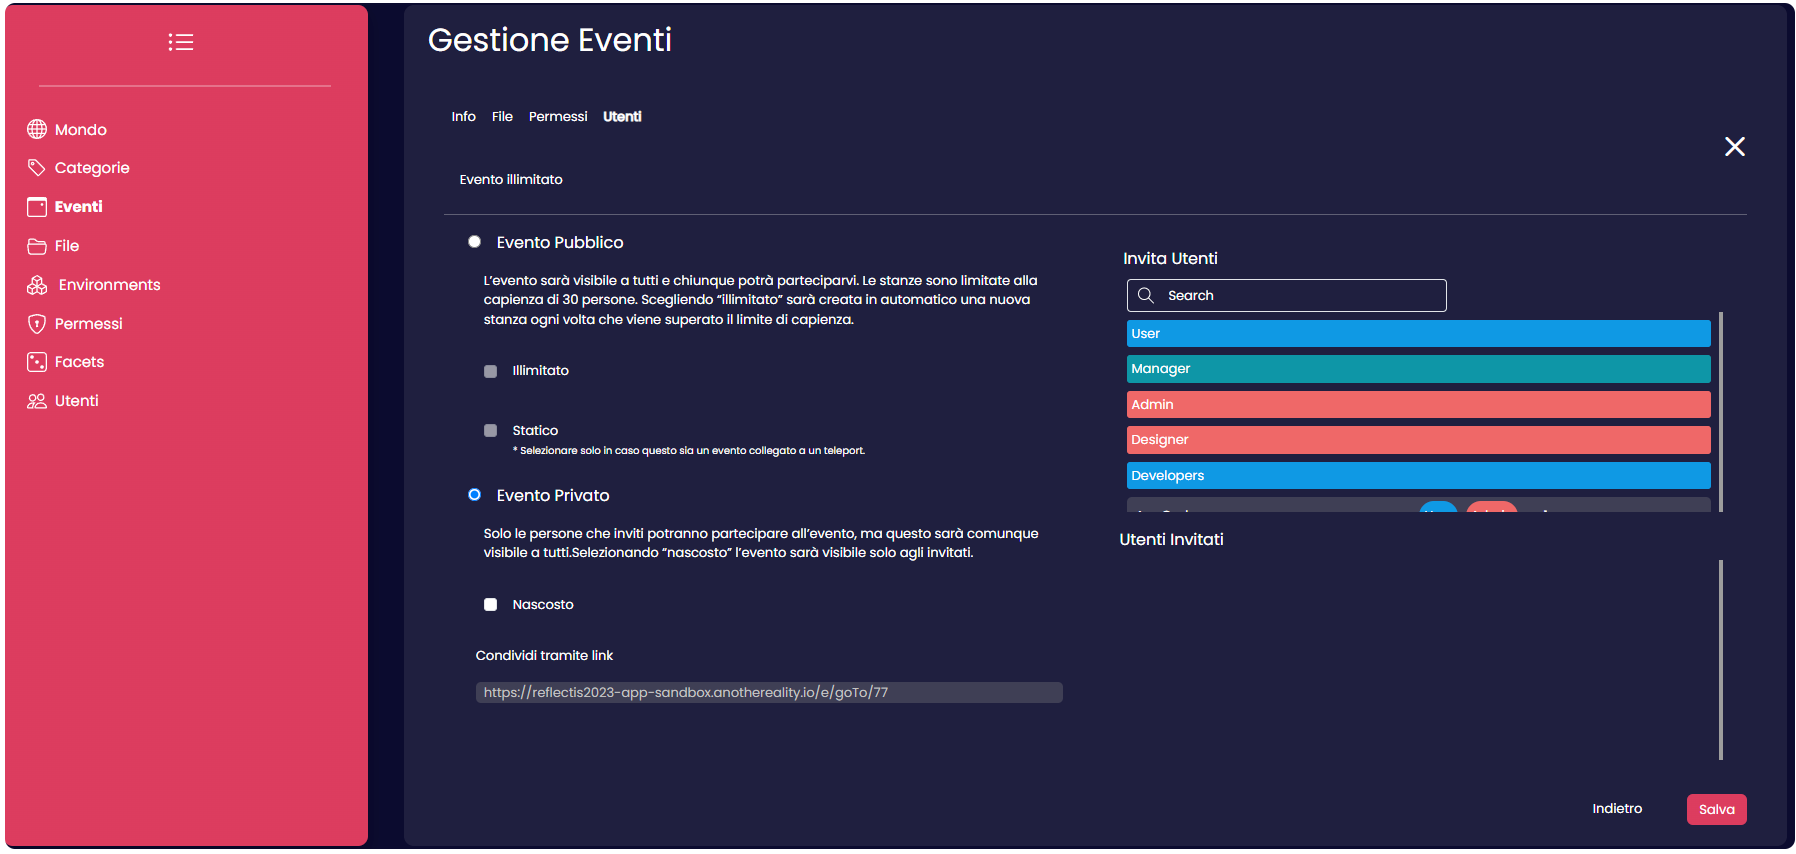 Mondo
Categorie
Eventi
File
Environments
Permessi
Facets
Utenti
Gestione Eventi
Info File Permessi Utenti
Evento illimitato
Evento Pubblico
L'evento sarà visibile a tutti e chiunque potrà parteciparvi. Le stanze sono limitate alla
capienza di 30 persone. Scegliendo “illimitato” sarà creata in automatico una nuova
stanza ogni volta che viene superato il limite di capienza.
Illimitato
Statico
* Selezionare solo in caso questo sia un evento collegato a un teleport.
Evento Privato
Solo le persone che inviti potranno partecipare all'evento, ma questo sarà comunque
visibile a tutti.Selezionando “nascosto” l'evento sarà visibile solo agli invitati.
Nascosto
Condividi tramite link
https://reflectis2023-app-sandbox.anothereality.io/e/goTo/77
Invita Utenti
Search
User
Manager
Admin
Designer
Developers
Utenti Invitati
Indietro
Salva